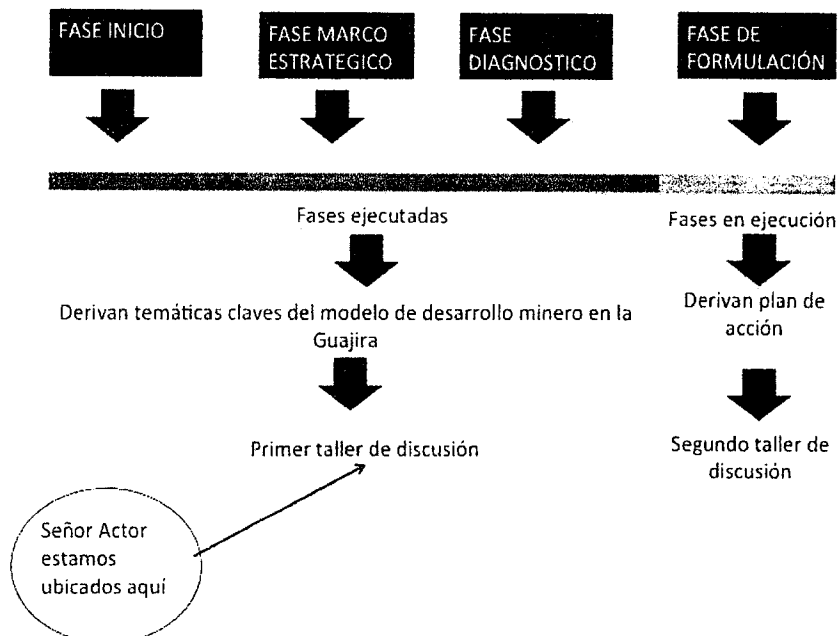 FASE INICIO
FASE MARCO
ESTRATEGICO
FASE
DIAGNOSTICO
FASE DE
FORMULACIÓN
Fases ejecutadas
Fases en ejecución
Derivan temáticas claves del modelo de desarrollo minero en la
Guajira
Derivan plan de
acción
Primer taller de discusión
Segundo taller de
discusión
Señor Actor
estamos
ubicados aquí